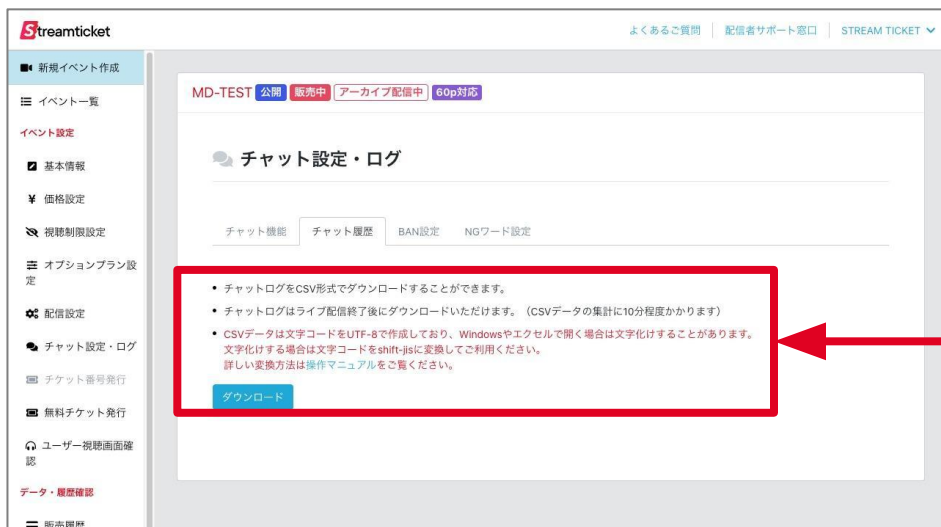 Streamticket
よくあるご質問
配信者サポート窓口
STREAM TICKET
新規イベント作成
イベント一覧
イベント設定
基本情報
価格設定
視聴制限設定
オプションプラン設
定
配信設定
チャット設定・ログ
チケット番号発行
無料チケット発行
ユーザー視聴画面確
認
データ・履歴確認
販売履歴
MD-TEST 公開 販売中 アーカイブ配信中 60p対応
チャット設定・ログ
チャット機能 チャット履歴 BAN設定 NGワード設定
• チャットログをCSV形式でダウンロードすることができます。
• チャットログはライブ配信終了後にダウンロードいただけます。（CSVデータの集計に10分程度かかります）
• CSVデータは文字コードをUTF-8で作成しており、Windowsやエクセルで開く場合は文字化けすることがあります。
文字化けする場合は文字コードをshift-jisに変換してご利用ください。
詳しい変換方法は操作マニュアルをご覧ください。
ダウンロード